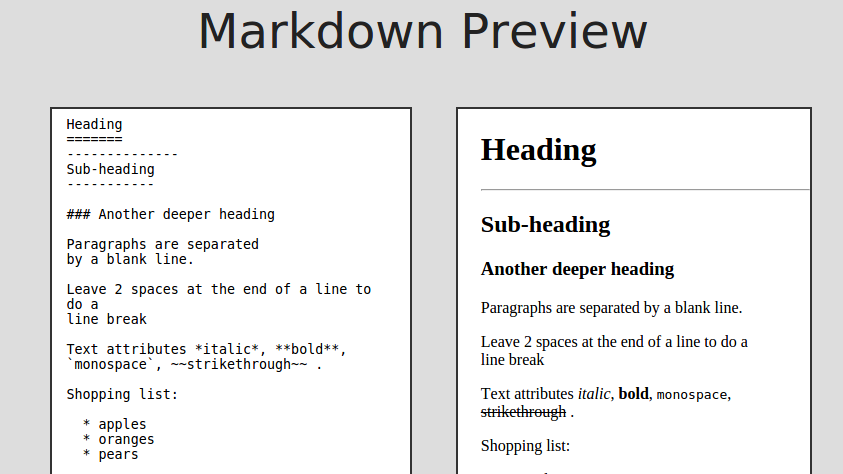 Markdown Preview
Heading
=======
--------------
Sub-heading
-----------
### Another deeper heading
Paragraphs are separated
by a blank line.
Leave 2 spaces at the end of a line to
do a
line break
Text attributes *italic*, **bold**,
`monospace`, ~~strikethrough~~ .
Shopping list:
* apples
* oranges
* pears
Heading
Sub-heading
Another deeper heading
Paragraphs are separated by a blank line.
Leave 2 spaces at the end of a line to do a
line break
Text attributes italic, bold, monospace,
strikethrough .
Shopping list: